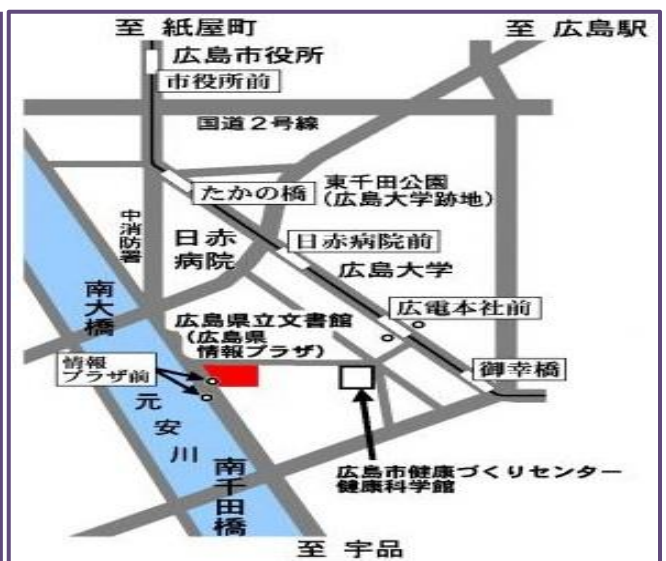 至 紙屋町
至 広島駅
広島市役所
市役所前
国道２号線
たかの橋
東千田公園
(広島大学跡地)
中消防署
日赤
病院
日赤病院前
広島大学
南大橋
広島県立文書館
(広島県
情報プラザ)
広電本社前
情報
プラザ前
御幸橋
元安川
南千田橋
広島市健康づくりセンター
健康科学館
至 宇品